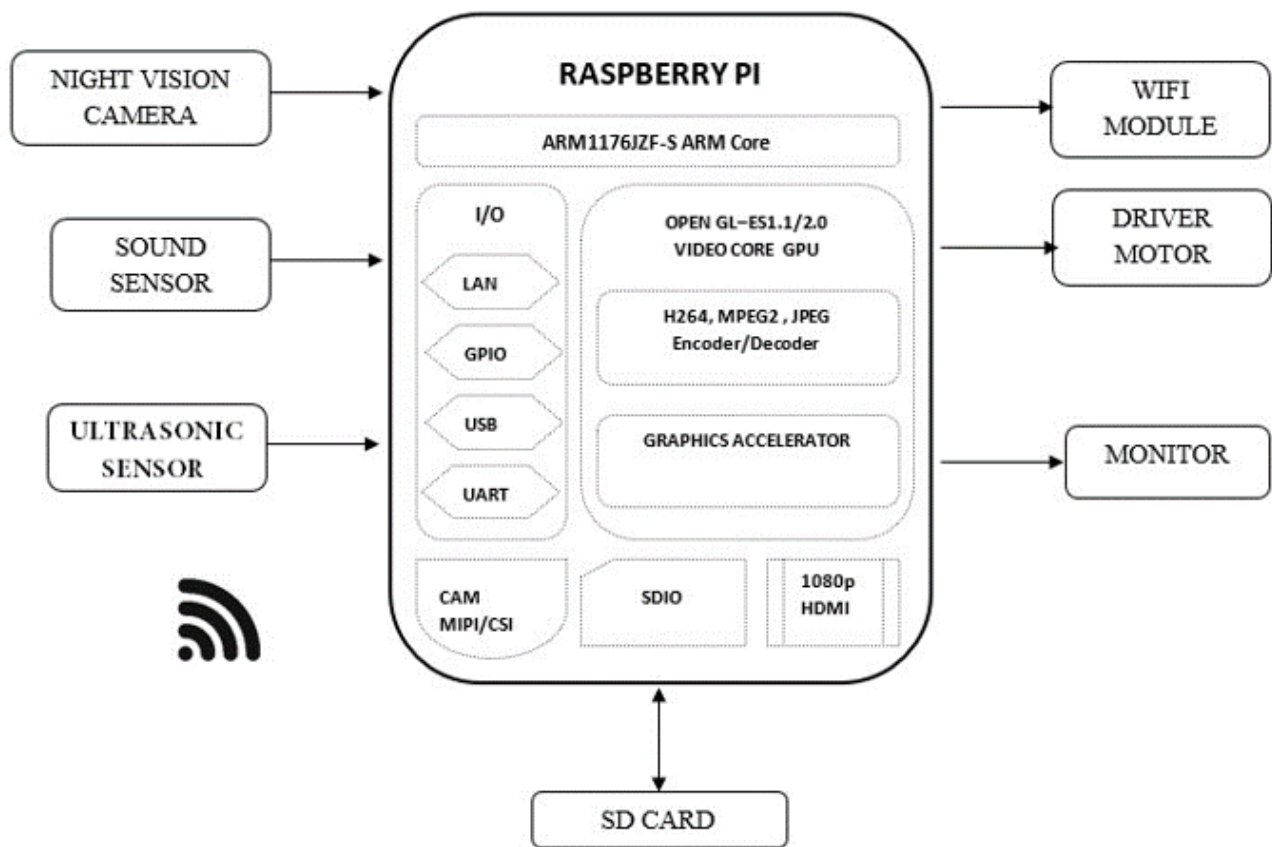 NIGHT VISION
CAMERA
SOUND
SENSOR
ULTRASONIC
SENSOR
RASPBERRY PI
ARM1176JZF-S ARM Core
I/O
LAN
GPIO
USB
UART
OPEN GL-ES1.1/2.0
VIDEO CORE GPU
H264, MPEG2 , JPEG
Encoder/Decoder
GRAPHICS ACCELERATOR
CAM
MIPI/CSI
SDIO
1080p
HDMI
WIFI
MODULE
DRIVER
MOTOR
MONITOR
SD CARD